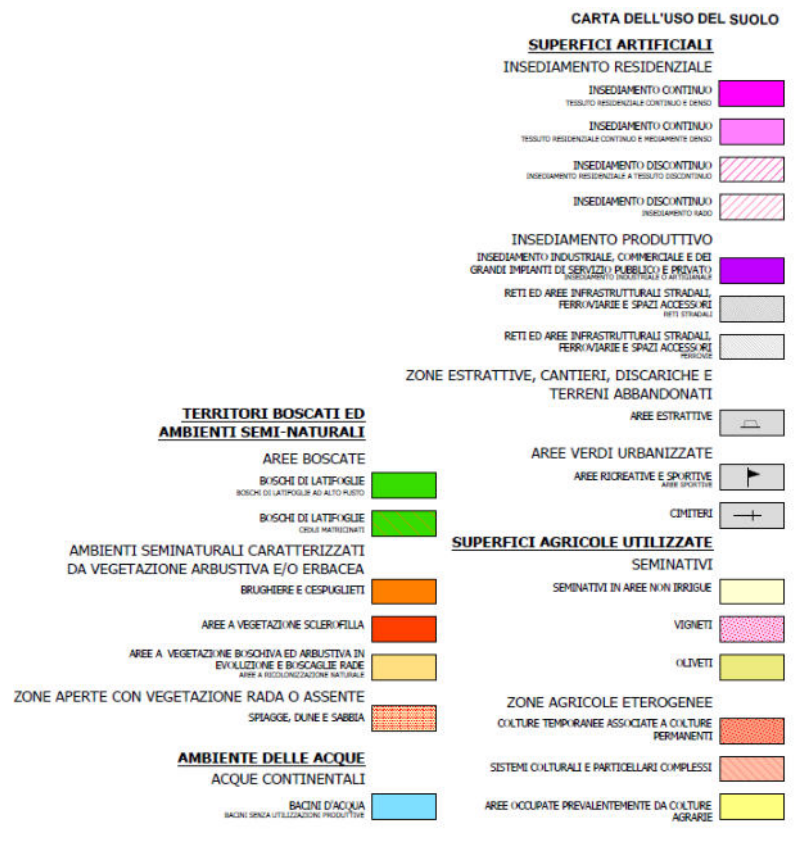 CARTA DELL'USO DEL SUOLO
SUPERFICI ARTIFICIALI
INSEDIAMENTO RESIDENZIALE
INSEDIAMENTO CONTINUO
TESSUTO RESIDENZIALE CONTINUO E DENSO
INSEDIAMENTO CONTINUO
TESSUTO RESIDENZIALE CONTINUO E MEDIAMENTE DENSO
INSEDIAMENTO DISCONTINUO
INSEDIAMENTO RESIDENZIALE A TESSUTO DISCONTINUO
INSEDIAMENTO DISCONTINUO
INSEDIAMENTO RADO
INSEDIAMENTO PRODUTTIVO
INSEDIAMENTO INDUSTRIALE, COMMERCIALE E DEI
GRANDI IMPIANTI DI SERVIZIO PUBBLICO E PRIVATO
INSEDIAMENTO INDUSTRIALE O ARTIGIANALE
RETI ED AREE INFRASTRUTTURALI STRADALI,
FERROVIARIE E SPAZI ACCESSORI
RETI STRADALI
RETI ED AREE INFRASTRUTTURALI STRADALI,
FERROVIARIE E SPAZI ACCESSORI
FERROVIE
ZONE ESTRATTIVE, CANTIERI, DISCARICHE E
TERRENI ABBANDONATI
AREE ESTRATTIVE
AREE VERDI URBANIZZATE
AREE RICREATIVE E SPORTIVE
AREE SPORTIVE
CIMITERI
SUPERFICI AGRICOLE UTILIZZATE
SEMINATIVI
SEMINATIVI IN AREE NON IRRIGUE
VIGNETI
OLIVETI
ZONE AGRICOLE ETEROGENEE
COLTURE TEMPORANEE ASSOCIATE A COLTURE
PERMANENTI
SISTEMI COLTURALI E PARTICELLARI COMPLESSI
AREE OCCUPATE PREVALENTEMENTE DA COLTURE
AGRARIE
TERRITORI BOSCATI ED
AMBIENTI SEMI-NATURALI
AREE BOSCATE
BOSCHI DI LATIFOGLIE
BOSCHI DI LATIFOGLIE AD ALTO FUSTO
BOSCHI DI LATIFOGLIE
CEDUI MATRICINATI
AMBIENTI SEMINATURALI CARATTERIZZATI
DA VEGETAZIONE ARBUSTIVA E/O ERBACEA
BRUGHIERE E CESPUGLIETI
AREE A VEGETAZIONE SCLEROFILLA
AREE A VEGETAZIONE BOSCHIVA ED ARBUSTIVA IN
EVOLUZIONE E BOSCAGLIE RADE
AREE A RICOLONIZZAZIONE NATURALE
ZONE APERTE CON VEGETAZIONE RADA O ASSENTE
SPIAGGE, DUNE E SABBIA
AMBIENTE DELLE ACQUE
ACQUE CONTINENTALI
BACINI D'ACQUA
BACINI SENZA UTILIZZAZIONI PRODUTTIVE